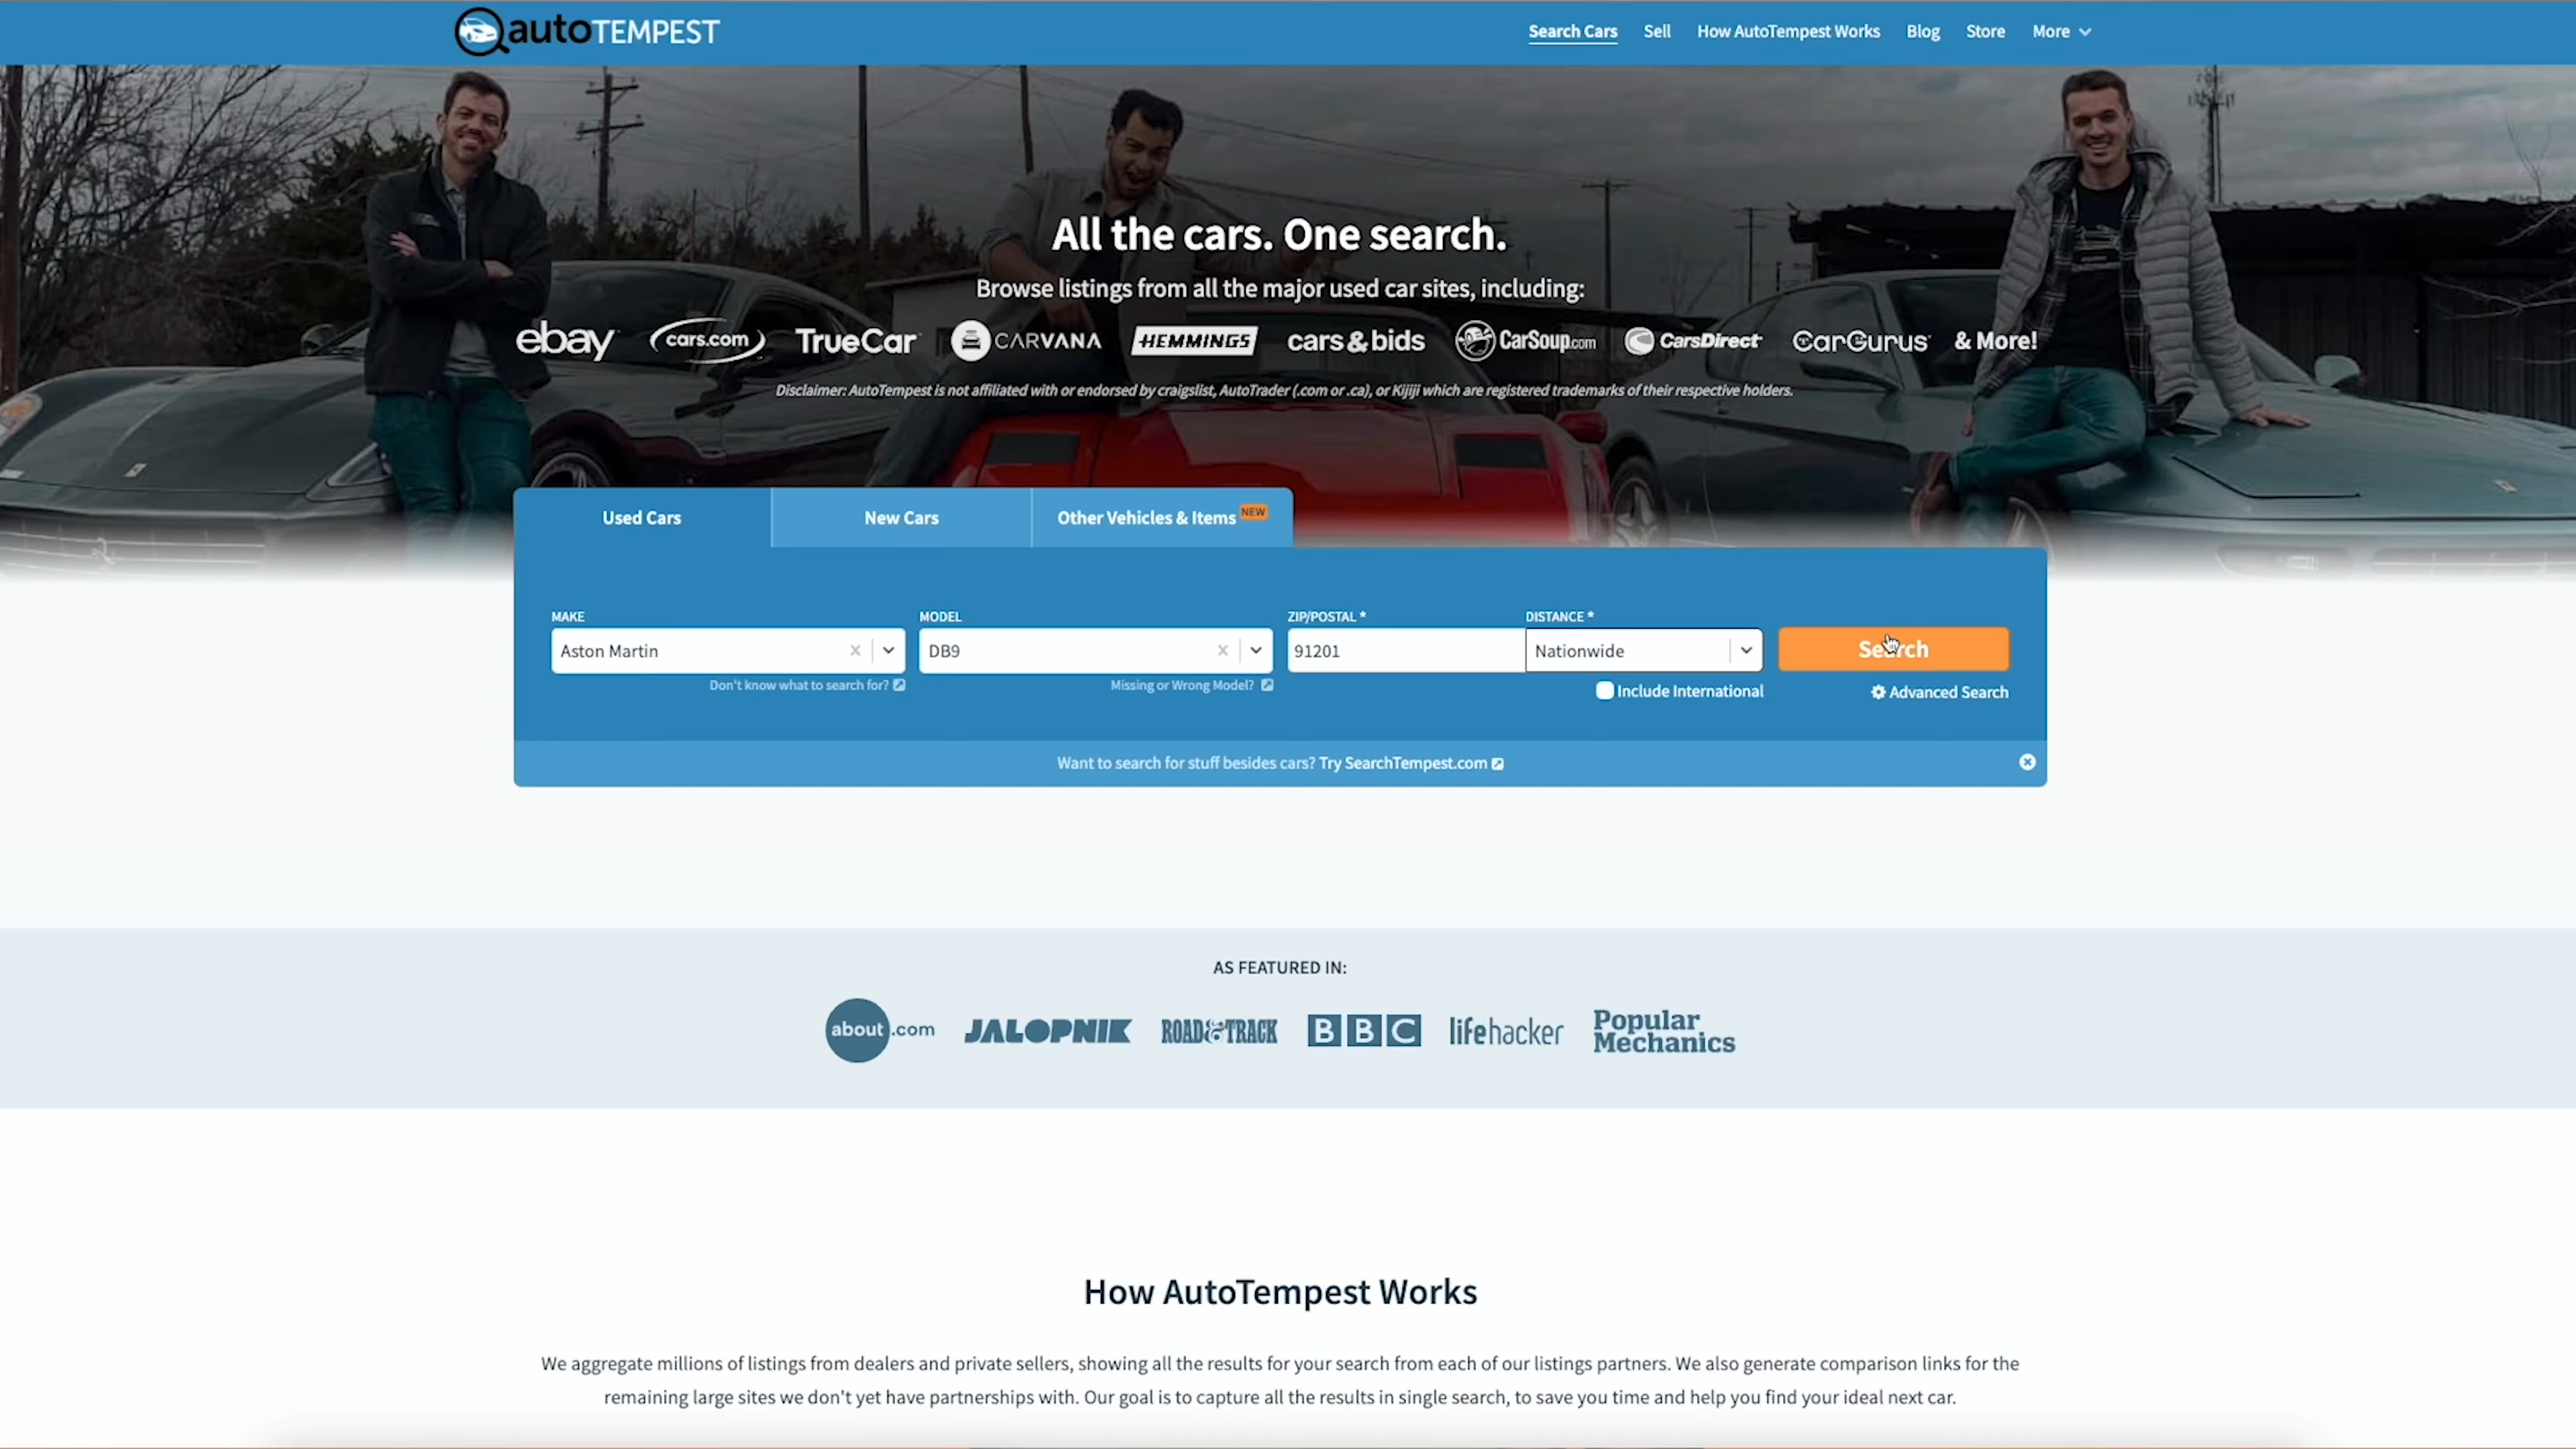 autoTEMPEST
Search Cars Sell How AutoTempest Works Blog Store More
All the cars. One search.
Browse listings from all the major used car sites, including:
ebay cars.com TrueCar CARVANA HEMMINGS cars & bids CarSoup.com CarsDirect CarGurus & More!
Disclaimer: AutoTempest is not affiliated with or endorsed by craigslist, AutoTrader (.com or .ca), or Kijiji which are registered trademarks of their respective holders.
Used Cars New Cars Other Vehicles & Items NEW
MAKE MODEL ZIP/POSTAL * DISTANCE *
Aston Martin DB9 91201 Nationwide Search
Don't know what to search for? Missing or Wrong Model? Include International Advanced Search
Want to search for stuff besides cars? Try SearchTempest.com
AS FEATURED IN:
about.com JALOPNIK ROAD & TRACK BBC lifehacker Popular Mechanics
How AutoTempest Works
We aggregate millions of listings from dealers and private sellers, showing all the results for your search from each of our listings partners. We also generate comparison links for the
remaining large sites we don't yet have partnerships with. Our goal is to capture all the results in single search, to save you time and help you find your ideal next car.